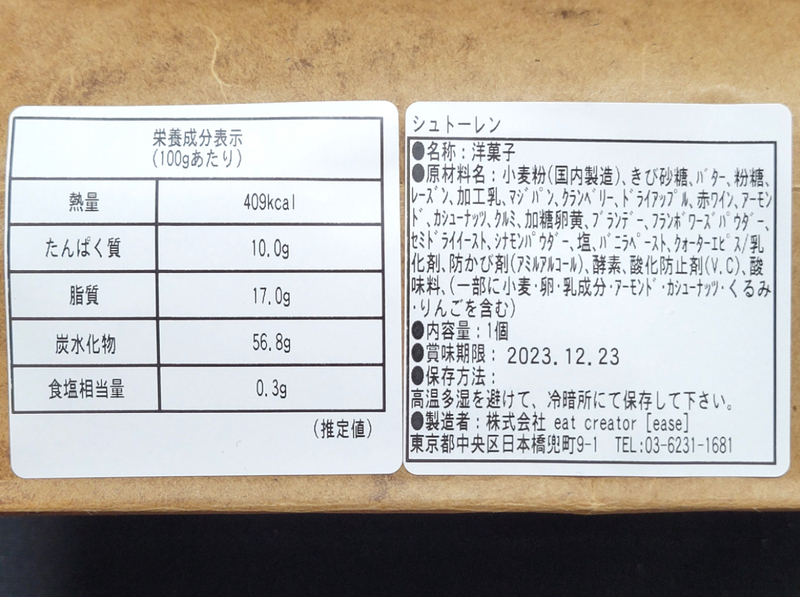 栄養成分表示
(100gあたり)
熱量 409kcal
たんぱく質 10.0g
脂質 17.0g
炭水化物 56.8g
食塩相当量 0.3g
(推定値)
シュトーレン
●名称：洋菓子
●原材料名：小麦粉(国内製造)、きび砂糖、ﾊﾞﾀｰ、粉糖、
ﾚｰｽﾞﾝ、加工乳、ﾏｼﾞﾊﾟﾝ、ｸﾗﾝﾍﾞﾘｰ、ﾄﾞﾗｲｱｯﾌﾟﾙ、赤ﾜｲﾝ、ｱｰﾓﾝ
ﾄﾞ、ｶｼｭｰﾅｯﾂ、ｸﾙﾐ、加糖卵黄、ﾌﾞﾗﾝﾃﾞｰ、ﾌﾗﾝﾎﾞﾜｰｽﾞﾊﾟｳﾀﾞｰ、
ｾﾐﾄﾞﾗｲｲｰｽﾄ、ｼﾅﾓﾝﾊﾟｳﾀﾞｰ、塩、ﾊﾞﾆﾗﾍﾟｰｽﾄ、ｸｫｰﾀｰｴﾋﾟｽ/乳
化剤、防かび剤(ｱﾐﾙｱﾙｺｰﾙ)、酵素、酸化防止剤(V.C)、酸
味料、(一部に小麦・卵・乳成分・ｱｰﾓﾝﾄﾞ・ｶｼｭｰﾅｯﾂ・くるみ
・りんごを含む)
●内容量：1個
●賞味期限：2023.12.23
●保存方法：
高温多湿を避けて、冷暗所にて保存して下さい。
●製造者：株式会社 eat creator [ease]
東京都中央区日本橋兜町9-1 TEL:03-6231-1681